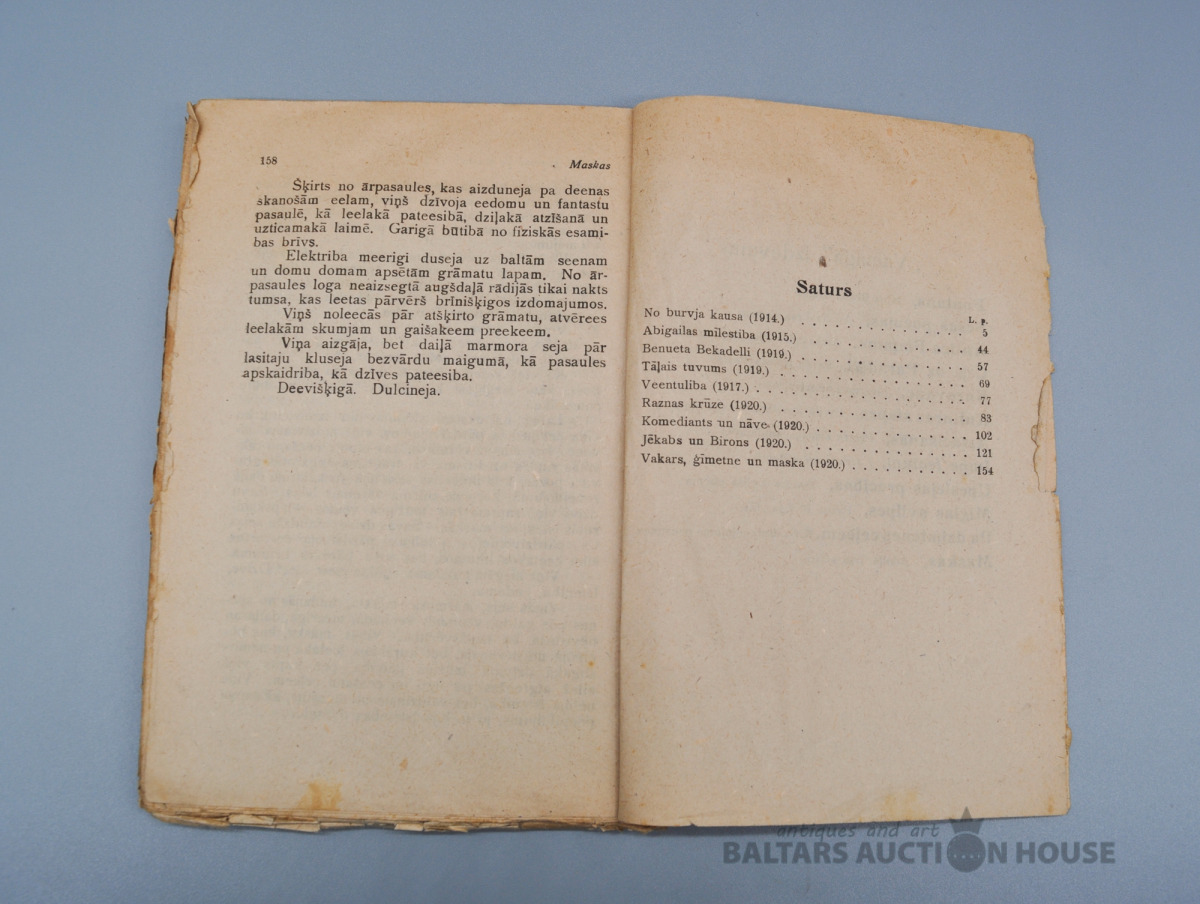 158
Maskas
Šķirts no ārpasaules, kas aizduneja pa deenas
skanošām eelam, viņš dzīvoja eedomu un fantastu
pasaulē, kā leelakā pateesibā, dziļakā atzīšanā un
uzticamakā laimē. Garigā būtibā no fiziskās esami-
bas brīvs.
Elektriba meerigi duseja uz baltām seenam
un domu domam apsētām grāmatu lapam. No ār-
pasaules loga neaizsegtā augšdaļā rādijās tikai nakts
tumsa, kas leetas pārvērš brīnišķigos izdomajumos.
Viņš noleecās pār atšķirto grāmatu, atvērees
leelakām skumjam un gaišakeem preekeem.
Viņa aizgāja, bet daiļā marmora seja pār
lasitaju kluseja bezvārdu maigumā, kā pasaules
apskaidriba, kā dzīves pateesiba.
Deevišķigā. Dulcineja.
Saturs
L. p.
No burvja kausa (1914.) . . . . . . . . . . . . 5
Abigailas mīlestiba (1915.) . . . . . . . . . . . 44
Benueta Bekadelli (1919.) . . . . . . . . . . . . 57
Tāļais tuvums (1919.) . . . . . . . . . . . . . 69
Veentuliba (1917.) . . . . . . . . . . . . . . . 77
Raznas krūze (1920.) . . . . . . . . . . . . . 83
Komediants un nāve (1920.) . . . . . . . . . . 102
Jēkabs un Birons (1920.) . . . . . . . . . . . 121
Vakars, ģīmetne un maska (1920.) . . . . . . . . 154
antiques and art
BALTARS AUCTION HOUSE